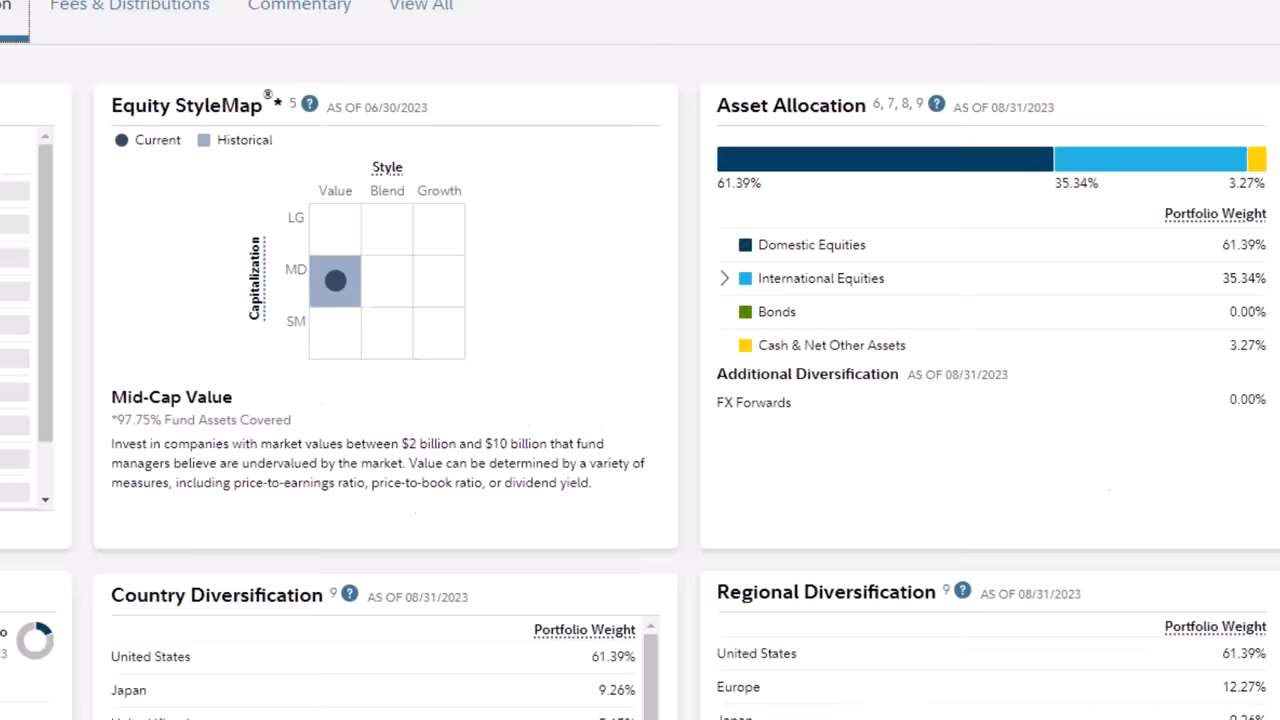 Fees & Distributions
Commentary
View All
Equity StyleMap®* 5 ? AS OF 06/30/2023
Current
Historical
Style
Value Blend Growth
Capitalization
LG
MD
SM
Mid-Cap Value
*97.75% Fund Assets Covered
Invest in companies with market values between $2 billion and $10 billion that fund
managers believe are undervalued by the market. Value can be determined by a variety of
measures, including price-to-earnings ratio, price-to-book ratio, or dividend yield.
Asset Allocation 6, 7, 8, 9 ? AS OF 08/31/2023
61.39% 35.34% 3.27%
Portfolio Weight
Domestic Equities 61.39%
International Equities 35.34%
Bonds 0.00%
Cash & Net Other Assets 3.27%
Additional Diversification AS OF 08/31/2023
FX Forwards 0.00%
Country Diversification 9 ? AS OF 08/31/2023
Portfolio Weight
United States 61.39%
Japan 9.26%
Regional Diversification 9 ? AS OF 08/31/2023
Portfolio Weight
United States 61.39%
Europe 12.27%
Japan 9.26%